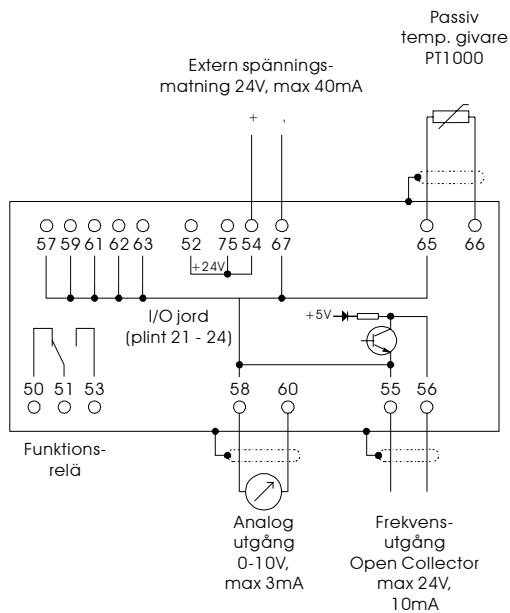 Passiv
temp. givare
PT1000
Extern spännings-
matning 24V, max 40mA
+ -
57 59 61 62 63 52 75 54 67 65 66
+24V
I/O jord
(plint 21 - 24)
+5V
50 51 53 58 60 55 56
Funktions-
relä
Analog
utgång
0-10V,
max 3mA
Frekvens-
utgång
Open Collector
max 24V,
10mA